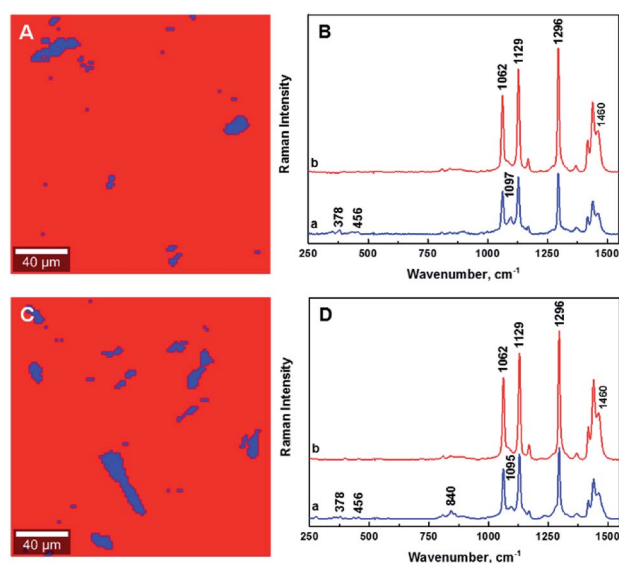 A
40 µm
B
Raman Intensity
1062
1129
1296
1460
b
a
378
456
1097
250
500
750
1000
1250
1500
Wavenumber, cm-1
C
40 µm
D
Raman Intensity
1062
1129
1296
1460
b
a
378
456
840
1095
250
500
750
1000
1250
1500
Wavenumber, cm-1